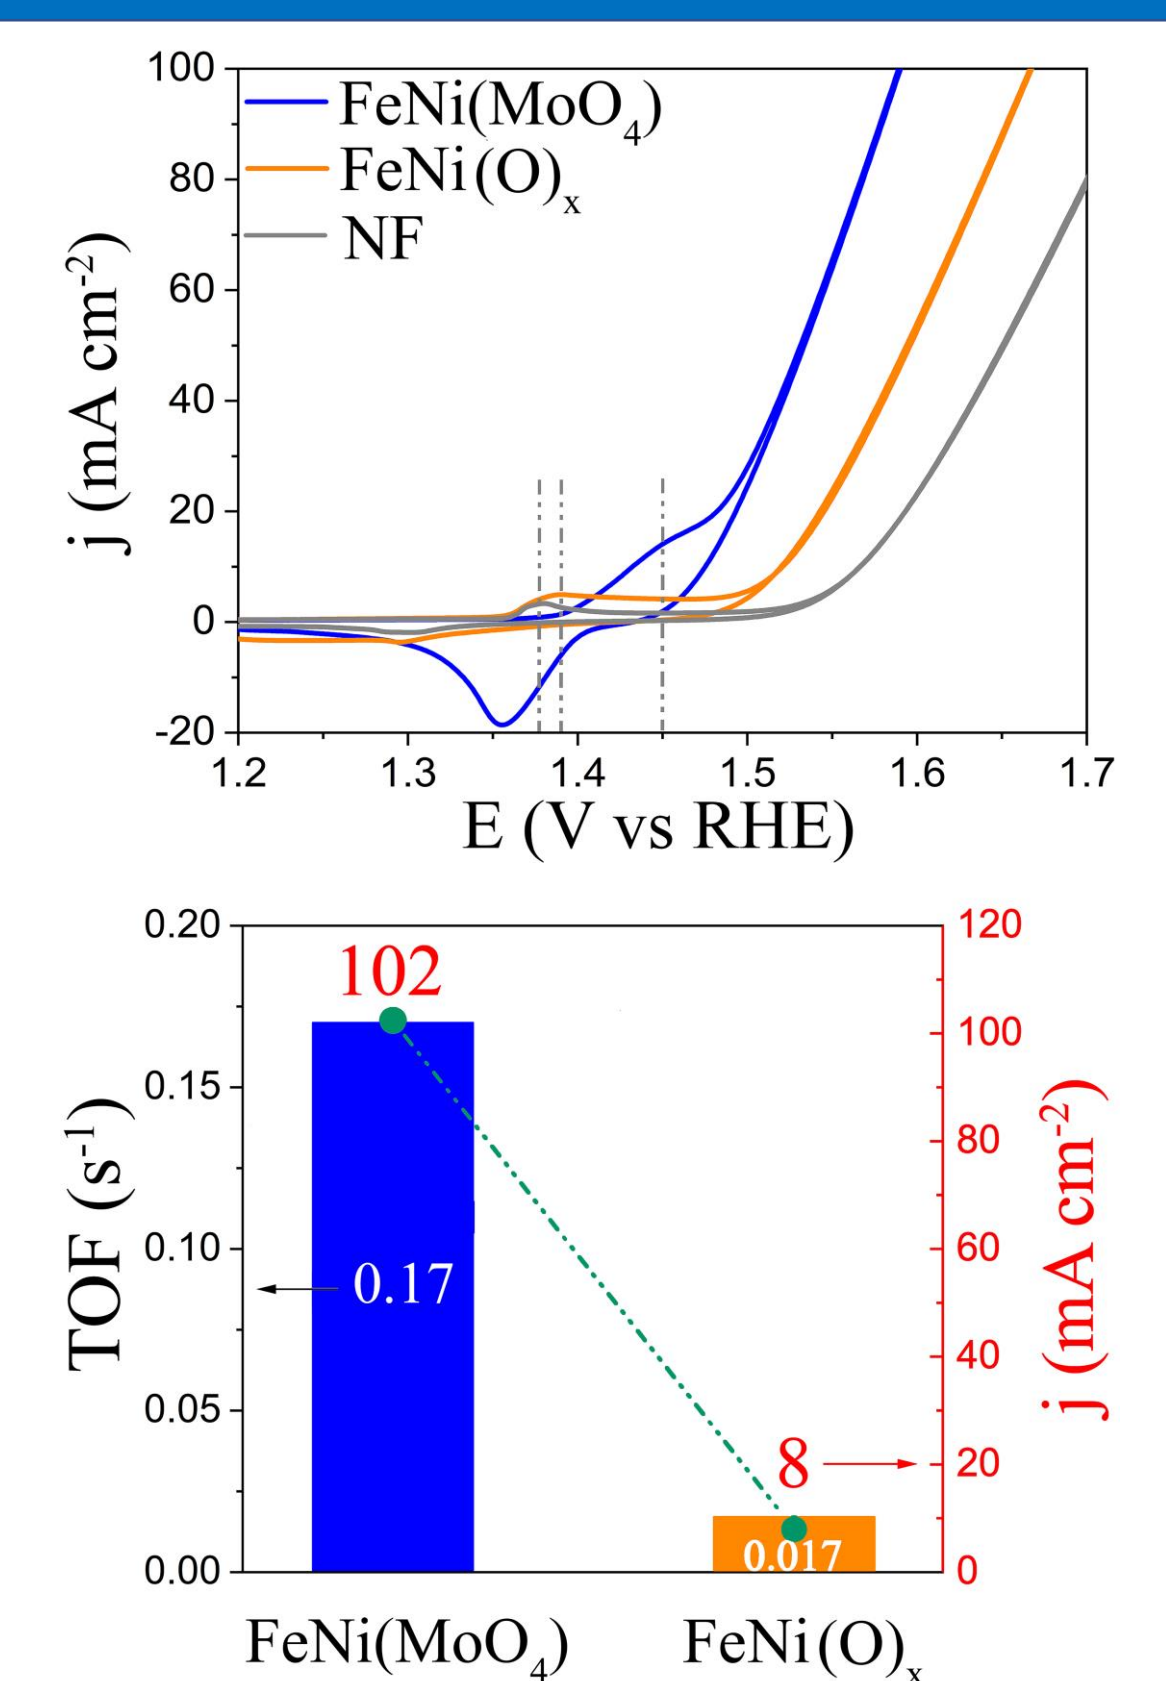 100
80
60
40
20
0
-20
j (mA cm⁻²)
FeNi(MoO₄)
FeNi(O)ₓ
NF
1.2 1.3 1.4 1.5 1.6 1.7
E (V vs RHE)
0.20
0.15
0.10
0.05
0.00
TOF (s⁻¹)
102
0.17
8
0.017
120
100
80
60
40
20
0
j (mA cm⁻²)
FeNi(MoO₄) FeNi(O)ₓ